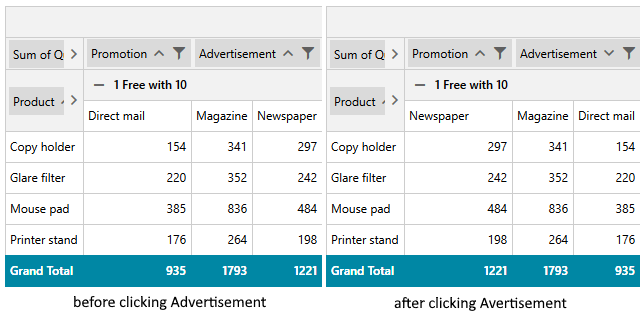 Sum of Q Promotion Advertisement
1 Free with 10
Product
Direct mail Magazine Newspaper
Copy holder 154 341 297
Glare filter 220 352 242
Mouse pad 385 836 484
Printer stand 176 264 198
Grand Total 935 1793 1221
before clicking Advertisement
Sum of Q Promotion Advertisement
1 Free with 10
Product
Newspaper Magazine Direct mail
Copy holder 297 341 154
Glare filter 242 352 220
Mouse pad 484 836 385
Printer stand 198 264 176
Grand Total 1221 1793 935
after clicking Avertisement